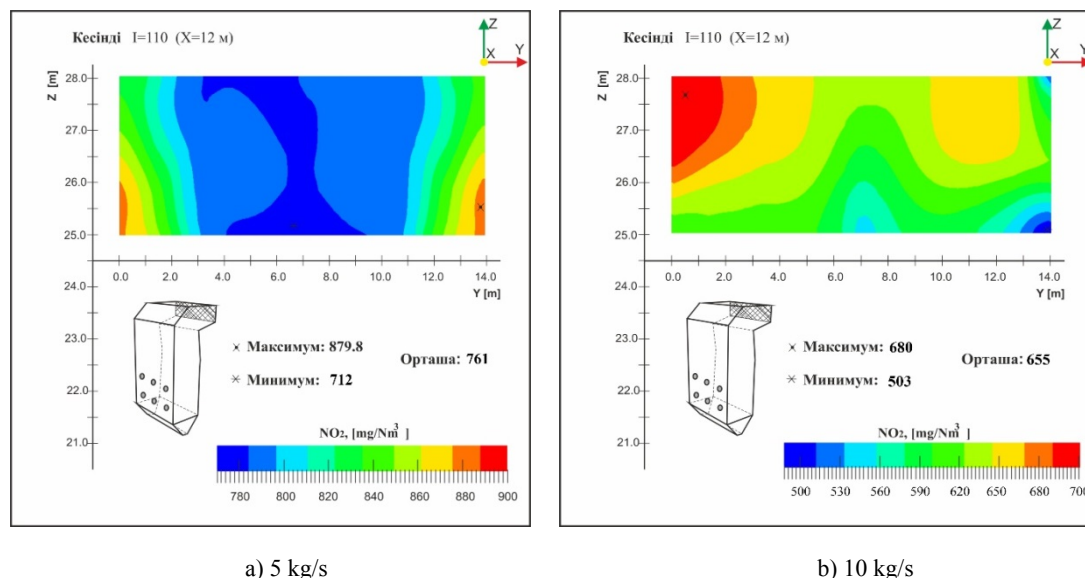 Кесінді I=110 (X=12 м)
Z
X
Y
Z [m]
28.0
27.0
26.0
25.0
0.0 2.0 4.0 6.0 8.0 10.0 12.0 14.0
Y [m]
24.0
23.0
22.0
21.0
Максимум: 879.8
Орташа: 761
Минимум: 712
NO2, [mg/Nm3 ]
780 800 820 840 860 880 900
a) 5 kg/s
Кесінді I=110 (X=12 м)
Z
X
Y
Z [m]
28.0
27.0
26.0
25.0
0.0 2.0 4.0 6.0 8.0 10.0 12.0 14.0
Y [m]
24.0
23.0
22.0
21.0
Максимум: 680
Орташа: 655
Минимум: 503
NO2, [mg/Nm3 ]
500 530 560 590 620 650 680 700
b) 10 kg/s